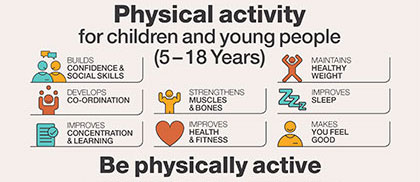 Physical activity
for children and young people
(5–18 Years)
BUILDS
CONFIDENCE &
SOCIAL SKILLS
MAINTAINS
HEALTHY
WEIGHT
DEVELOPS
CO-ORDINATION
STRENGTHENS
MUSCLES
& BONES
IMPROVES
SLEEP
IMPROVES
CONCENTRATION
& LEARNING
IMPROVES
HEALTH
& FITNESS
MAKES
YOU FEEL
GOOD
Be physically active